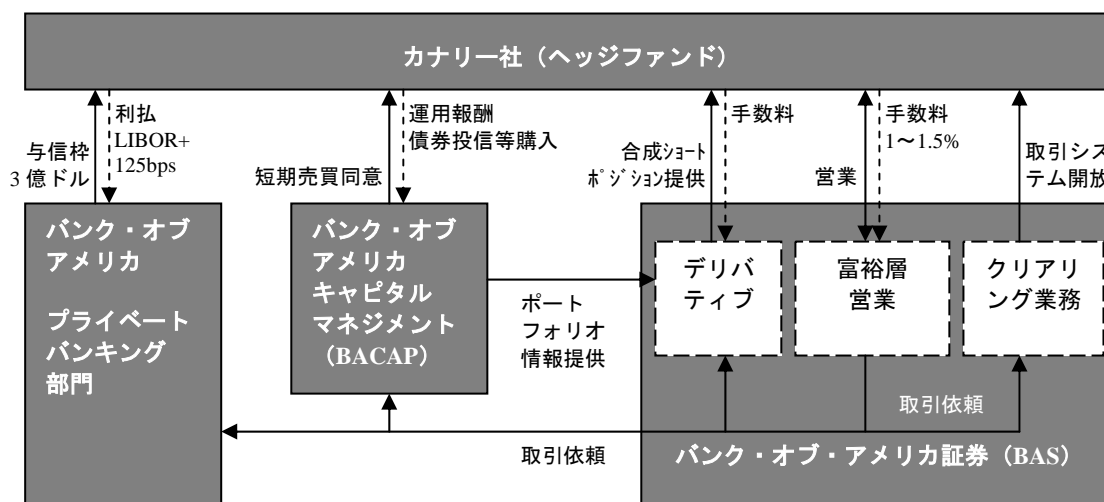 カナリー社（ヘッジファンド）
与信枠
3 億ドル
利払
LIBOR+
125bps
短期売買同意
運用報酬
債券投信等購入
合成ｼｮｰﾄ
ﾎﾟｼﾞｼｮﾝ提供
手数料
営業
手数料
1～1.5%
取引シス
テム開放
バンク・オブ
アメリカ
プライベート
バンキング
部門
バンク・オブ
アメリカ
キャピタル
マネジメント
（BACAP）
ポート
フォリオ
情報提供
デリバ
ティブ
富裕層
営業
クリアリ
ング業務
取引依頼
取引依頼
バンク・オブ・アメリカ証券（BAS）